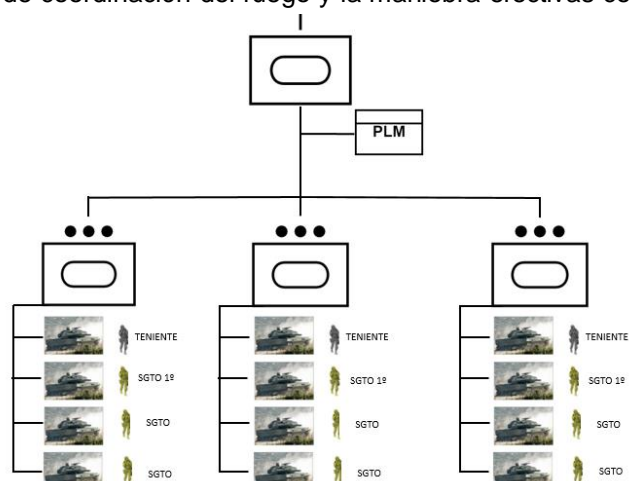 de coordinación del fuego y la maniobra efectivas es
PLM
TENIENTE
TENIENTE
TENIENTE
SGTO 1º
SGTO 1º
SGTO 1º
SGTO
SGTO
SGTO
SGTO
SGTO
SGTO